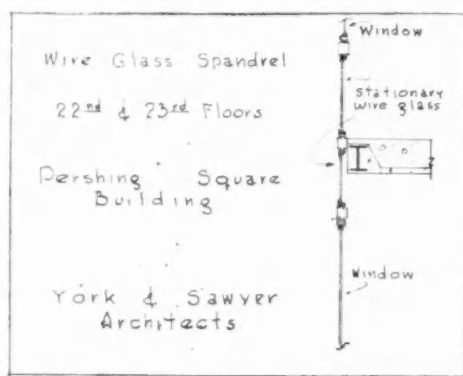 Wire Glass Spandrel
22nd & 23rd Floors
Pershing Square
Building
York & Sawyer
Architects
Window
Stationary
wire glass
Window